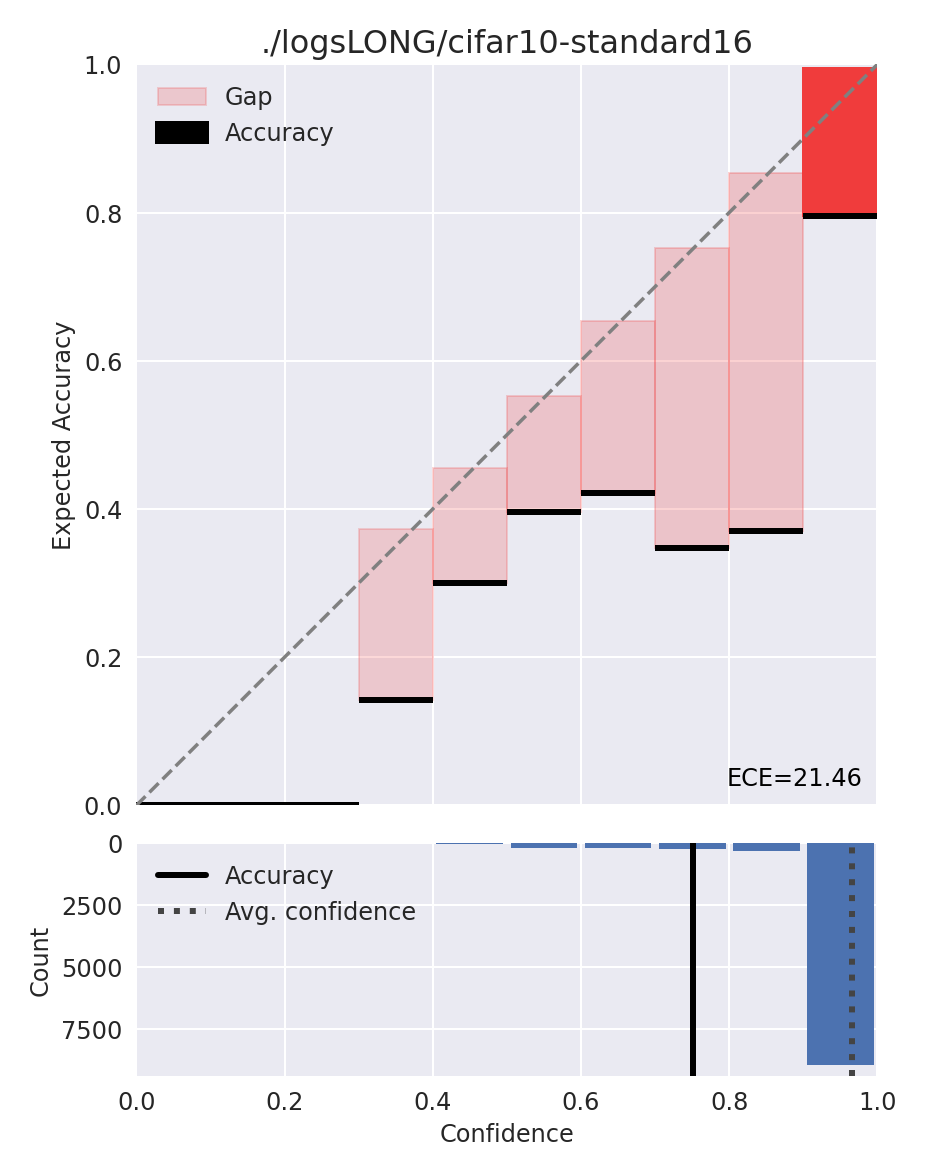 ./logsLONG/cifar10-standard16
1.0
0.8
0.6
0.4
0.2
0.0
Expected Accuracy
Gap
Accuracy
ECE=21.46
0
2500
5000
7500
Count
Accuracy
Avg. confidence
0.0 0.2 0.4 0.6 0.8 1.0
Confidence